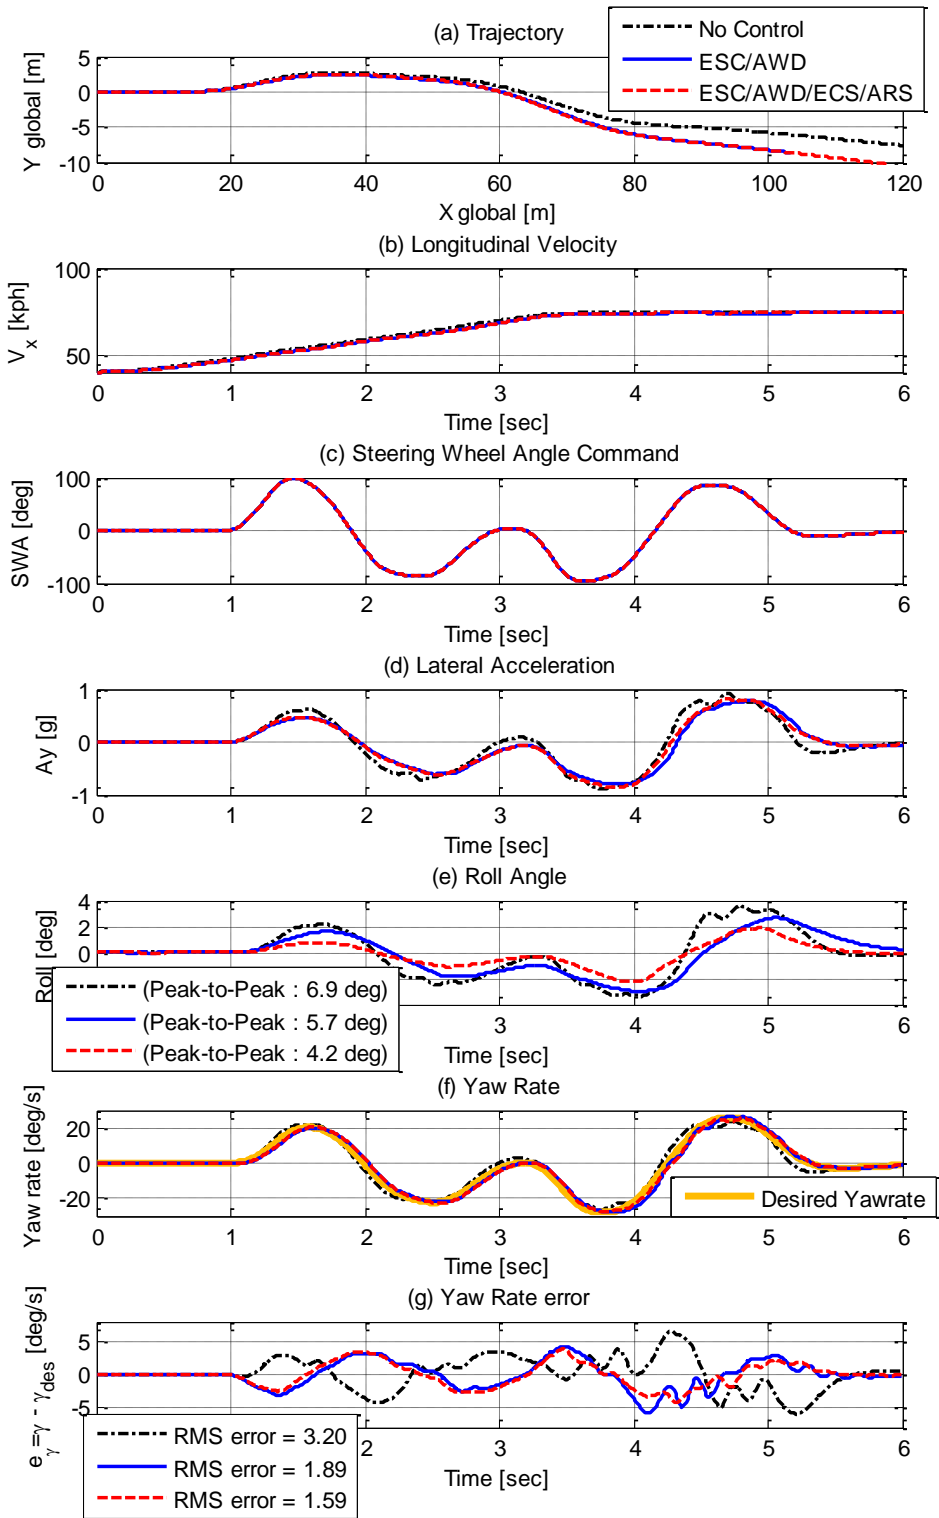 (a) Trajectory
No Control
ESC/AWD
ESC/AWD/ECS/ARS
Y global [m]
5
0
-5
-10
0 20 40 60 80 100 120
X global [m]
(b) Longitudinal Velocity
V_x [kph]
100
50
0 1 2 3 4 5 6
Time [sec]
(c) Steering Wheel Angle Command
SWA [deg]
100
0
-100
0 1 2 3 4 5 6
Time [sec]
(d) Lateral Acceleration
Ay [g]
1
0
-1
0 1 2 3 4 5 6
Time [sec]
(e) Roll Angle
Roll [deg]
4
2
0
(Peak-to-Peak : 6.9 deg)
(Peak-to-Peak : 5.7 deg)
(Peak-to-Peak : 4.2 deg)
3 4 5 6
Time [sec]
(f) Yaw Rate
Yaw rate [deg/s]
20
0
-20
Desired Yawrate
0 1 2 3 4 5 6
Time [sec]
(g) Yaw Rate error
e_γ=γ - γ_des [deg/s]
5
0
-5
RMS error = 3.20
RMS error = 1.89
RMS error = 1.59
2 3 4 5 6
Time [sec]